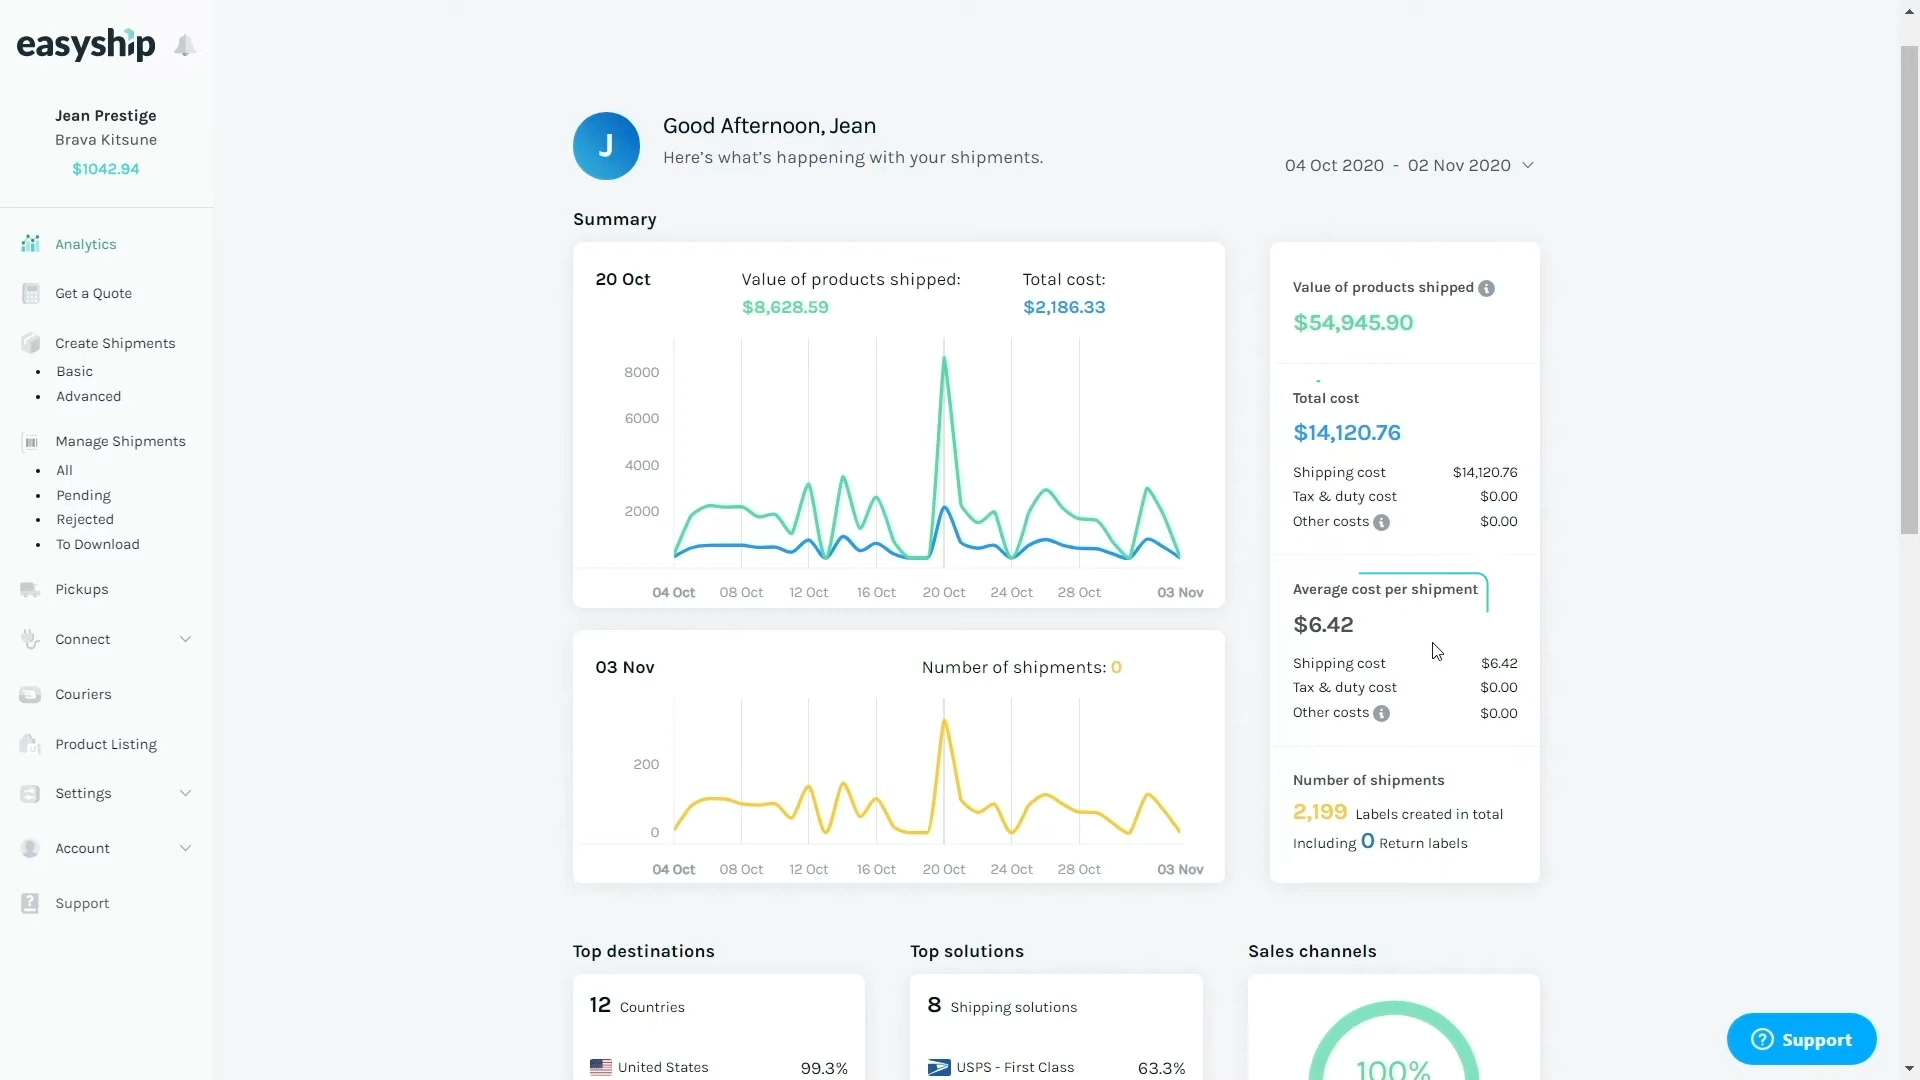 easyship
Jean Prestige
Brava Kitsune
$1042.94
Analytics
Get a Quote
Create Shipments
Basic
Advanced
Manage Shipments
All
Pending
Rejected
To Download
Pickups
Connect
Couriers
Product Listing
Settings
Account
Support
J
Good Afternoon, Jean
Here's what's happening with your shipments.
04 Oct 2020 - 02 Nov 2020
Summary
20 Oct Value of products shipped: Total cost:
$8,628.59 $2,186.33
8000
6000
4000
2000
04 Oct 08 Oct 12 Oct 16 Oct 20 Oct 24 Oct 28 Oct 03 Nov
03 Nov Number of shipments: 0
200
0
04 Oct 08 Oct 12 Oct 16 Oct 20 Oct 24 Oct 28 Oct 03 Nov
Value of products shipped
$54,945.90
Total cost
$14,120.76
Shipping cost $14,120.76
Tax & duty cost $0.00
Other costs $0.00
Average cost per shipment
$6.42
Shipping cost $6.42
Tax & duty cost $0.00
Other costs $0.00
Number of shipments
2,199 Labels created in total
Including 0 Return labels
Top destinations
12 Countries
United States 99.3%
Top solutions
8 Shipping solutions
USPS - First Class 63.3%
Sales channels
100%
Support